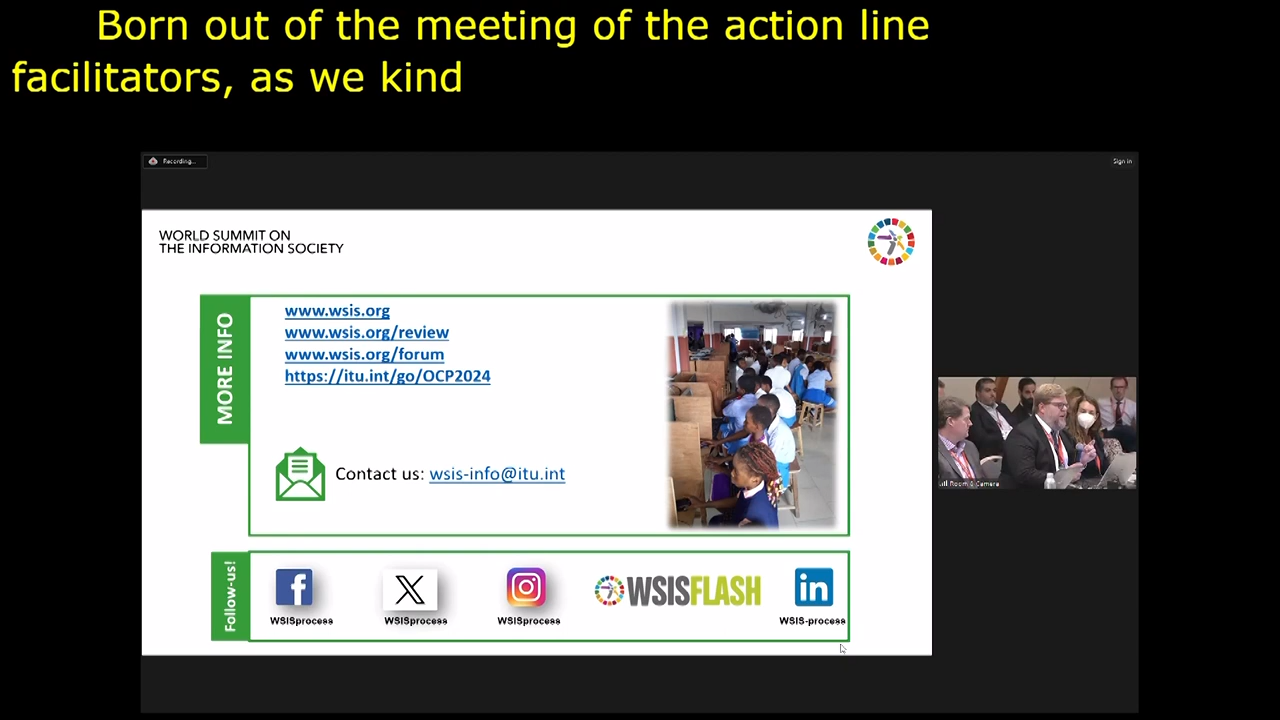 Born out of the meeting of the action line
facilitators, as we kind
Recording...
Sign in
WORLD SUMMIT ON
THE INFORMATION SOCIETY
MORE INFO
www.wsis.org
www.wsis.org/review
www.wsis.org/forum
https://itu.int/go/OCP2024
Contact us: wsis-info@itu.int
Room 6 Camera
Follow-us!
WSISFLASH
WSISprocess
WSISprocess
WSISprocess
WSIS-process